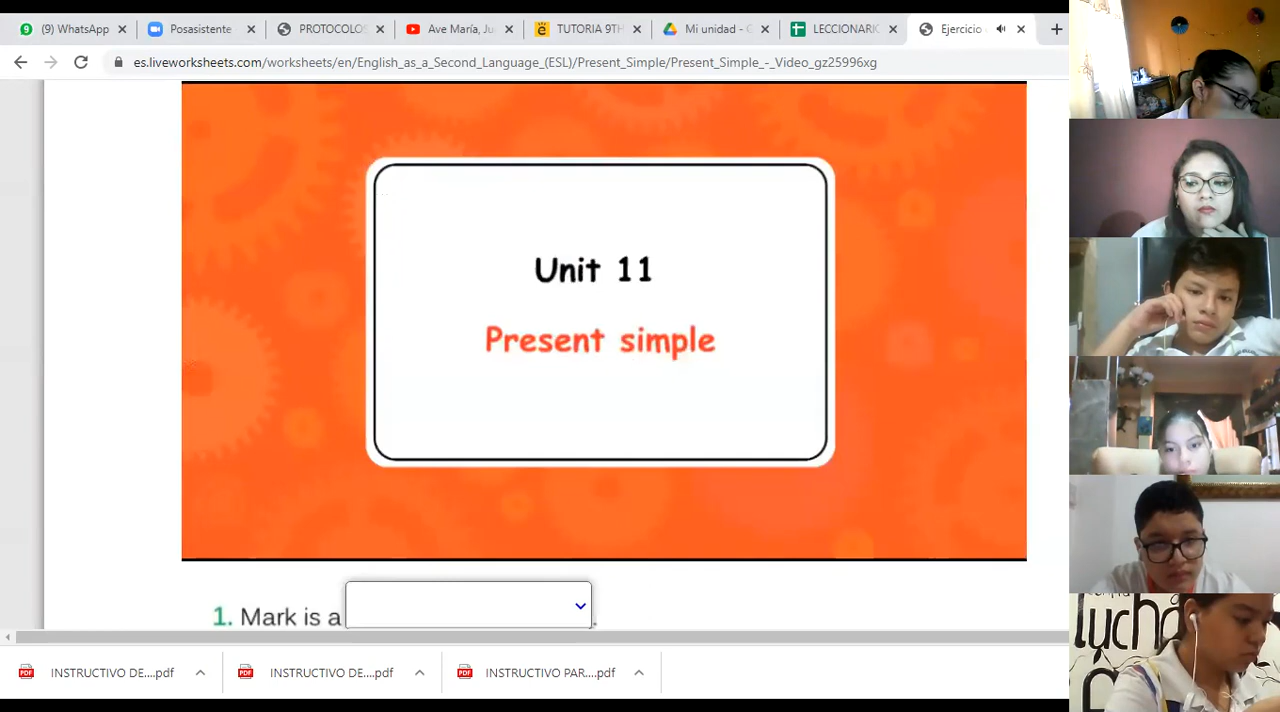 (9) WhatsApp
Posasistente
PROTOCOLOS
Ave María, Ju
TUTORIA 9TH
Mi unidad - G
LECCIONARIO
Ejercicio
es.liveworksheets.com/worksheets/en/English_as_a_Second_Language_(ESL)/Present_Simple/Present_Simple_-_Video_gz25996xg
Unit 11
Present simple
1. Mark is a .
INSTRUCTIVO DE....pdf
INSTRUCTIVO DE....pdf
INSTRUCTIVO PAR....pdf
lucha